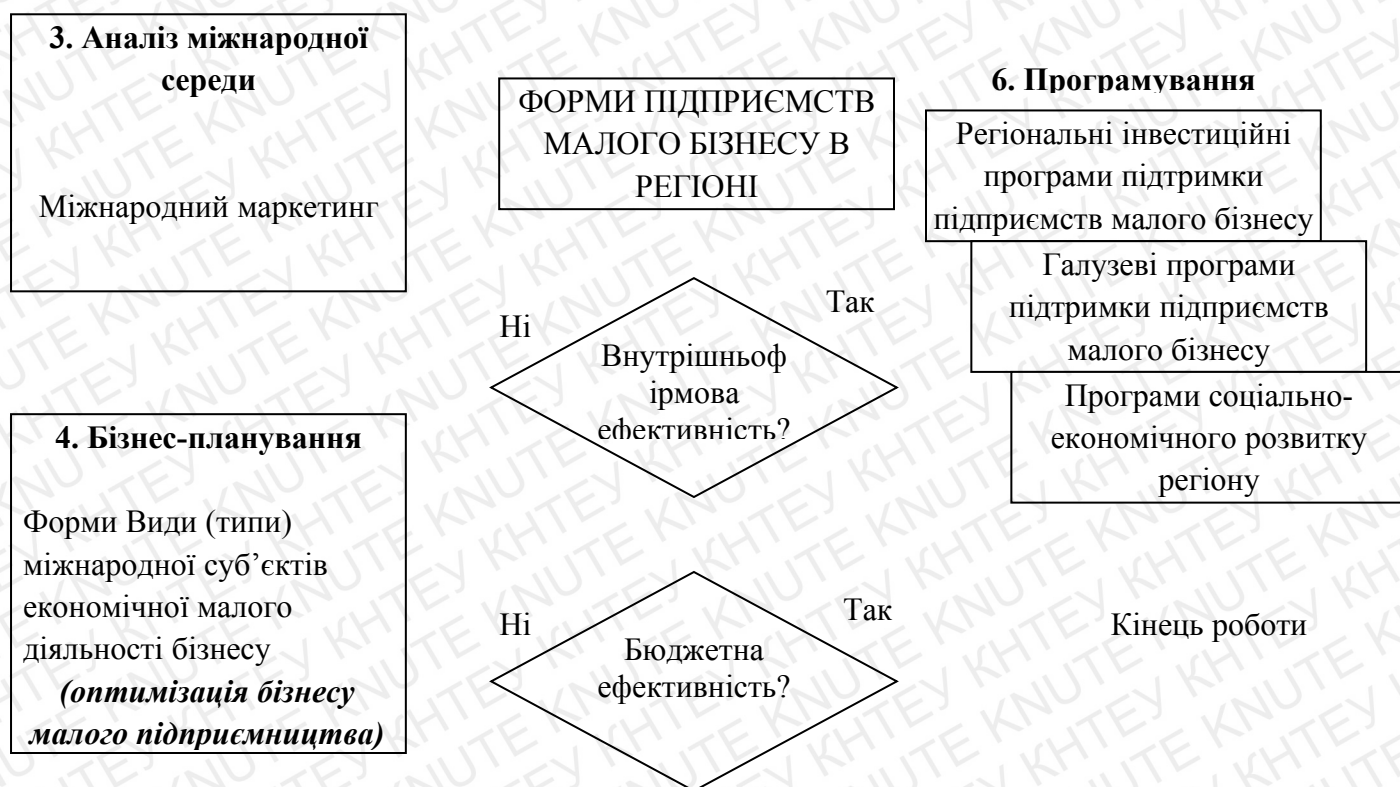 3. Аналіз міжнародної
середи
Міжнародний маркетинг
4. Бізнес-планування
Форми Види (типи)
міжнародної суб’єктів
економічної малого
діяльності бізнесу
(оптимізація бізнесу
малого підприємництва)
ФОРМИ ПІДПРИЄМСТВ
МАЛОГО БІЗНЕСУ В
РЕГІОНІ
Ні
Так
Внутрішньоф
ірмова
ефективність?
Ні
Так
Бюджетна
ефективність?
6. Програмування
Регіональні інвестиційні
програми підтримки
підприємств малого бізнесу
Галузеві програми
підтримки підприємств
малого бізнесу
Програми соціально-
економічного розвитку
регіону
Кінець роботи